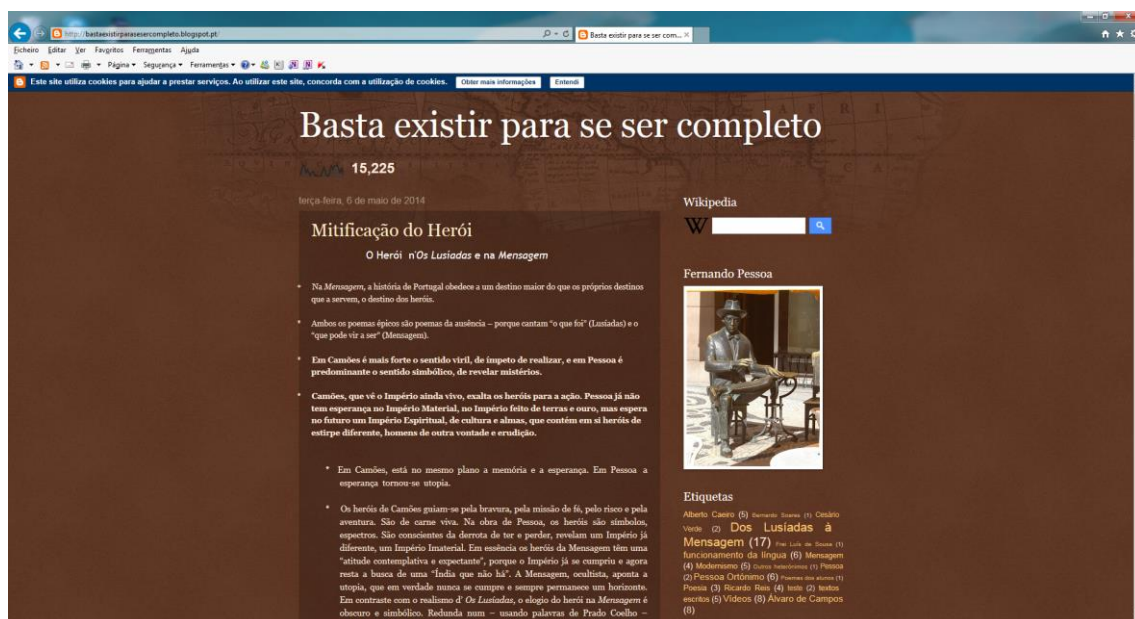 http://bastaexistirparasesercompleto.blogspot.pt/
Basta existir para se ser com...
Ficheiro Editar Ver Favoritos Ferramentas Ajuda
Página Segurança Ferramentas
Este site utiliza cookies para ajudar a prestar serviços. Ao utilizar este site, concorda com a utilização de cookies. Obter mais informações Entendi
Basta existir para se ser completo
15,225
terça-feira, 6 de maio de 2014
Mitificação do Herói
O Herói n'Os Lusíadas e na Mensagem
Na Mensagem, a história de Portugal obedece a um destino maior do que os próprios destinos
que a servem, o destino dos heróis.
Ambos os poemas épicos são poemas da ausência – porque cantam "o que foi" (Lusíadas) e o
"que pode vir a ser" (Mensagem).
Em Camões é mais forte o sentido viril, de ímpeto de realizar, e em Pessoa é
predominante o sentido simbólico, de revelar mistérios.
Camões, que vê o Império ainda vivo, exalta os heróis para a ação. Pessoa já não
tem esperança no Império Material, no Império feito de terras e ouro, mas espera
no futuro um Império Espiritual, de cultura e almas, que contém em si heróis de
estirpe diferente, homens de outra vontade e erudição.
* Em Camões, está no mesmo plano a memória e a esperança. Em Pessoa a
esperança tornou-se utopia.
* Os heróis de Camões guiam-se pela bravura, pela missão de fé, pelo risco e pela
aventura. São de carne viva. Na obra de Pessoa, os heróis são símbolos,
espectros. São conscientes da derrota de ter e perder, revelam um Império já
diferente, um Império Imaterial. Em essência os heróis da Mensagem têm uma
"atitude contemplativa e expectante", porque o Império já se cumpriu e agora
resta a busca de uma "Índia que não há". A Mensagem, ocultista, aponta a
utopia, que em verdade nunca se cumpre e sempre permanece um horizonte.
Em contraste com o realismo d' Os Lusíadas, o elogio do herói na Mensagem é
obscuro e simbólico. Redunda num – usando palavras de Prado Coelho –
Wikipedia
W
Fernando Pessoa
Etiquetas
Alberto Caeiro (5) Bernardo Soares (1) Cesário
Verde (2) Dos Lusíadas à
Mensagem (17) Frei Luís de Sousa (1)
funcionamento da língua (6) Mensagem
(4) Modernismo (5) Outros heterónimos (1) Pessoa
(2) Pessoa Ortónimo (6) Poemas dos alunos (1)
Poesia (3) Ricardo Reis (4) teste (2) textos
escritos (5) Vídeos (8) Álvaro de Campos
(8)